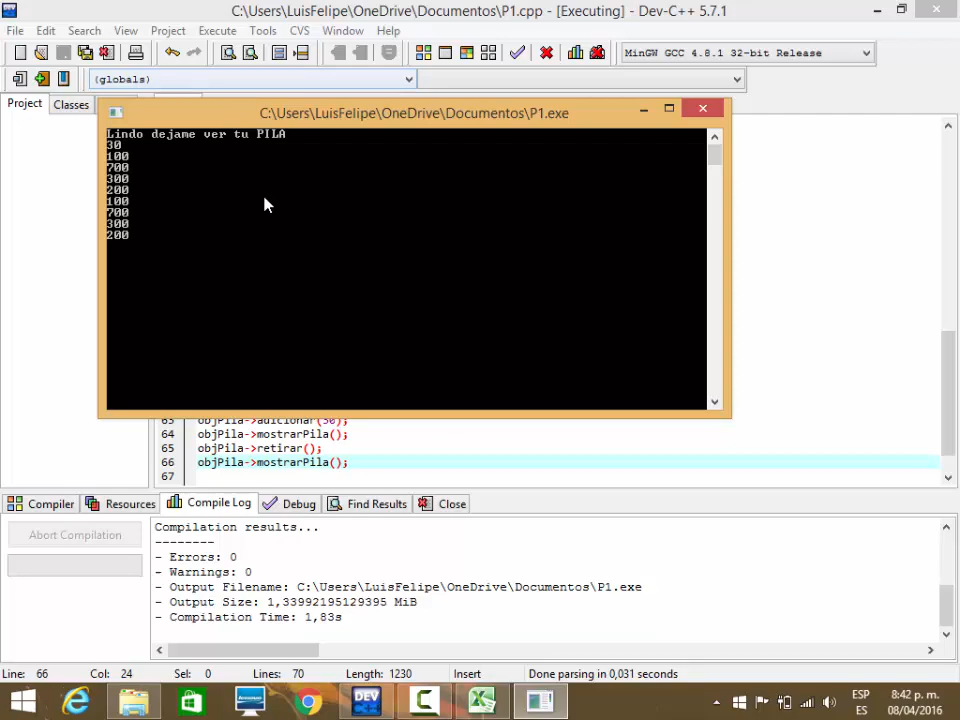 C:\Users\LuisFelipe\OneDrive\Documentos\P1.cpp - [Executing] - Dev-C++ 5.7.1
File Edit Search View Project Execute Tools CVS Window Help
MinGW GCC 4.8.1 32-bit Release
(globals)
Project Classes
C:\Users\LuisFelipe\OneDrive\Documentos\P1.exe
Lindo dejame ver tu PILA
30
100
700
300
200
100
700
300
200
63 objPila->adicionar(30);
64 objPila->mostrarPila();
65 objPila->retirar();
66 objPila->mostrarPila();
67
Compiler Resources Compile Log Debug Find Results Close
Abort Compilation
Compilation results...
--------
- Errors: 0
- Warnings: 0
- Output Filename: C:\Users\LuisFelipe\OneDrive\Documentos\P1.exe
- Output Size: 1,33992195129395 MiB
- Compilation Time: 1,83s
Line: 66 Col: 24 Sel: 0 Lines: 70 Length: 1230 Insert Done parsing in 0,031 seconds
DEV
ESP
ES
8:42 p. m.
08/04/2016